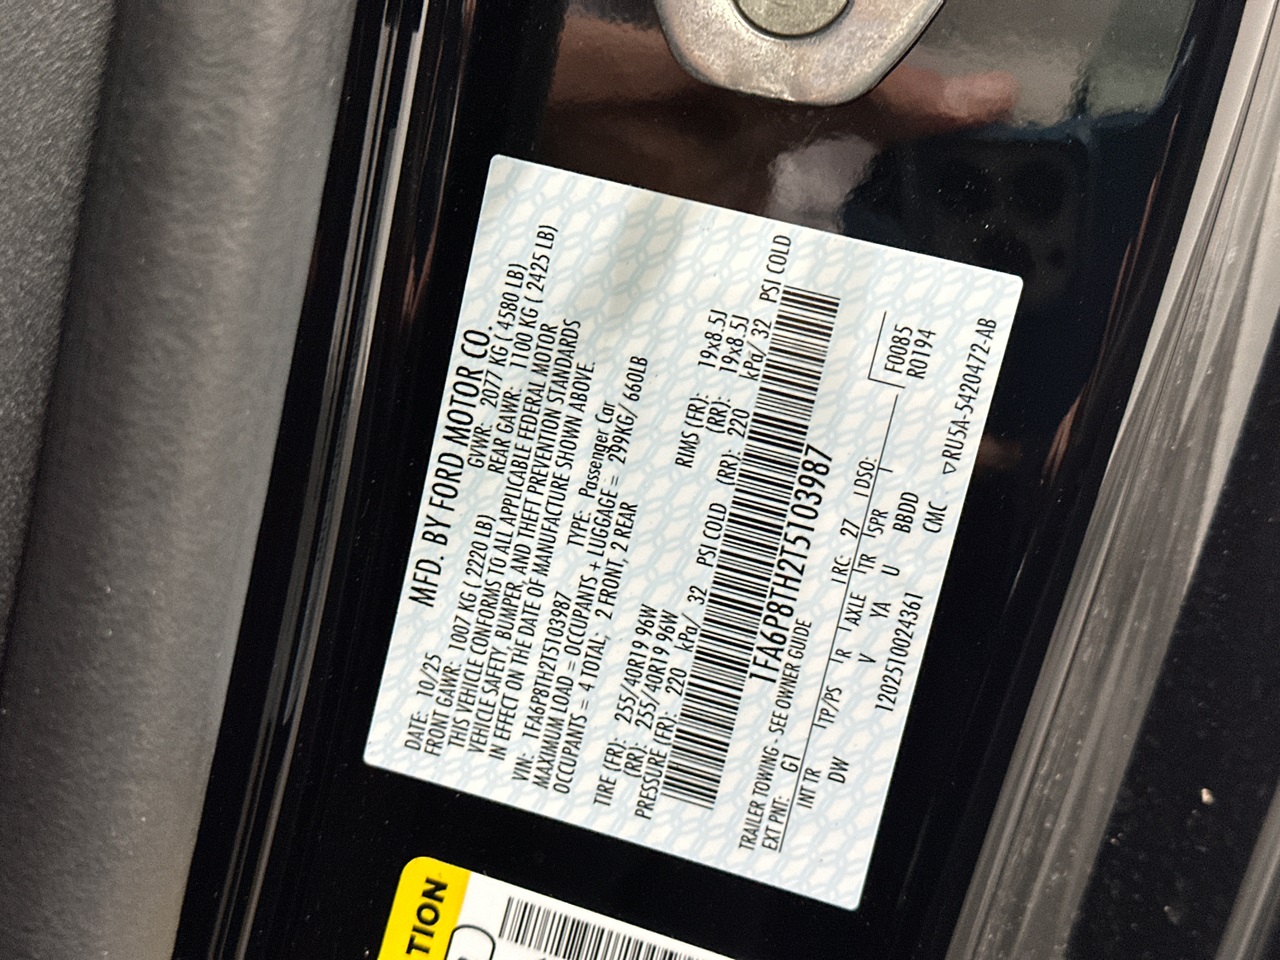 MFD. BY FORD MOTOR CO.
DATE: 10/25 GVWR: 2077 KG ( 4580 LB)
FRONT GAWR: 1007 KG ( 2220 LB) REAR GAWR: 1100 KG ( 2425 LB)
THIS VEHICLE CONFORMS TO ALL APPLICABLE FEDERAL MOTOR
VEHICLE SAFETY, BUMPER, AND THEFT PREVENTION STANDARDS
IN EFFECT ON THE DATE OF MANUFACTURE SHOWN ABOVE.
VIN: 1FA6P8TH2T5103987 TYPE: Passenger Car
MAXIMUM LOAD = OCCUPANTS + LUGGAGE = 299KG/ 660LB
OCCUPANTS = 4 TOTAL; 2 FRONT, 2 REAR
TIRE (FR): 255/40R19 96W RIMS (FR): 19x8.5J
(RR): 255/40R19 96W (RR): 19x8.5J
PRESSURE (FR): 220 kPa/ 32 PSI COLD (RR): 220 kPa/ 32 PSI COLD
1FA6P8TH2T5103987
TRAILER TOWING - SEE OWNER GUIDE
EXT PNT: G1 RC: 27 DSO: F0085
INT TR TP/PS R AXLE TR SPR R0194
DW V YA U BBDD
1202510024361 CMC ▽RU5A-5420472-AB
TION